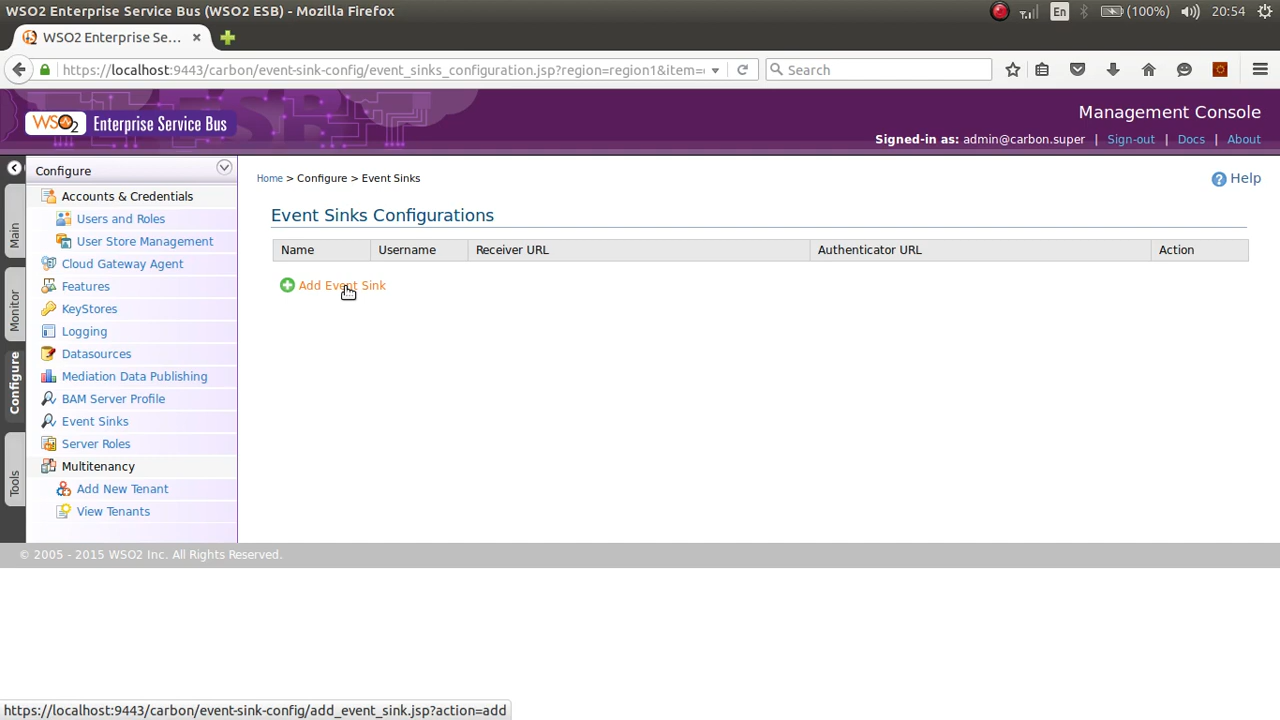 WSO2 Enterprise Service Bus (WSO2 ESB) - Mozilla Firefox
En
(100%)
20:54
WSO2 Enterprise Se...
https://localhost:9443/carbon/event-sink-config/event_sinks_configuration.jsp?region=region1&item=
Search
WSO2 Enterprise Service Bus
Management Console
Signed-in as: admin@carbon.super | Sign-out | Docs | About
Main
Monitor
Configure
Tools
Configure
Accounts & Credentials
Users and Roles
User Store Management
Cloud Gateway Agent
Features
KeyStores
Logging
Datasources
Mediation Data Publishing
BAM Server Profile
Event Sinks
Server Roles
Multitenancy
Add New Tenant
View Tenants
Home > Configure > Event Sinks
Help
Event Sinks Configurations
Name Username Receiver URL Authenticator URL Action
Add Event Sink
© 2005 - 2015 WSO2 Inc. All Rights Reserved.
https://localhost:9443/carbon/event-sink-config/add_event_sink.jsp?action=add